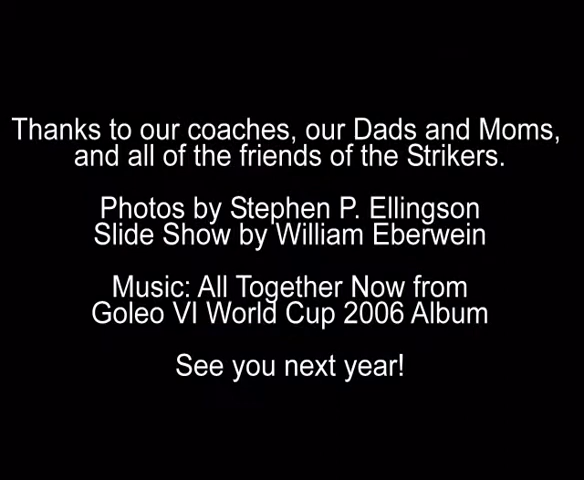 Thanks to our coaches, our Dads and Moms,
and all of the friends of the Strikers.
Photos by Stephen P. Ellingson
Slide Show by William Eberwein
Music: All Together Now from
Goleo VI World Cup 2006 Album
See you next year!